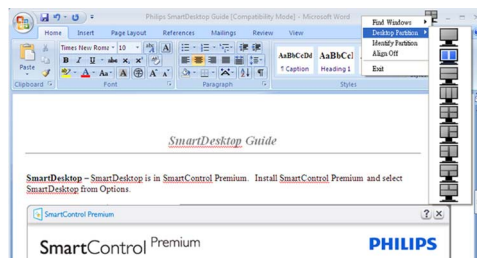 Philips SmartDesktop Guide [Compatibility Mode] - Microsoft Word
Home Insert Page Layout References Mailings Review View
Find Windows
Desktop Partition
Identify Partition
Align Off
Exit
Times New Roma 10
B I U abc x, x²
Paste
AaBbCcDd AaBbCcI
¶ Caption Heading 1
Clipboard Font Paragraph Styles
SmartDesktop Guide
SmartDesktop – SmartDesktop is in SmartControl Premium. Install SmartControl Premium and select
SmartDesktop from Options.
SmartControl Premium
SmartControl Premium
PHILIPS